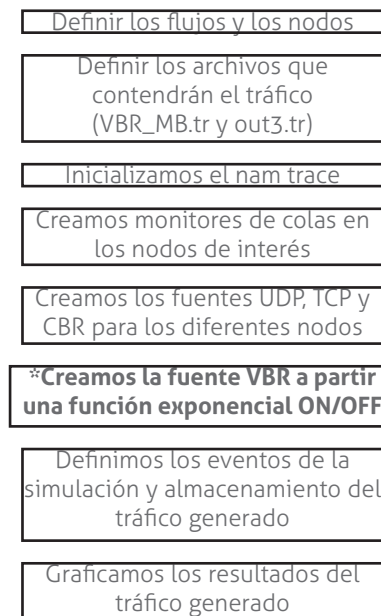 Definir los flujos y los nodos
Definir los archivos que
contendrán el tráfico
(VBR_MB.tr y out3.tr)
Inicializamos el nam trace
Creamos monitores de colas en
los nodos de interés
Creamos los fuentes UDP, TCP y
CBR para los diferentes nodos
*Creamos la fuente VBR a partir
una función exponencial ON/OFF
Definimos los eventos de la
simulación y almacenamiento del
tráfico generado
Graficamos los resultados del
tráfico generado